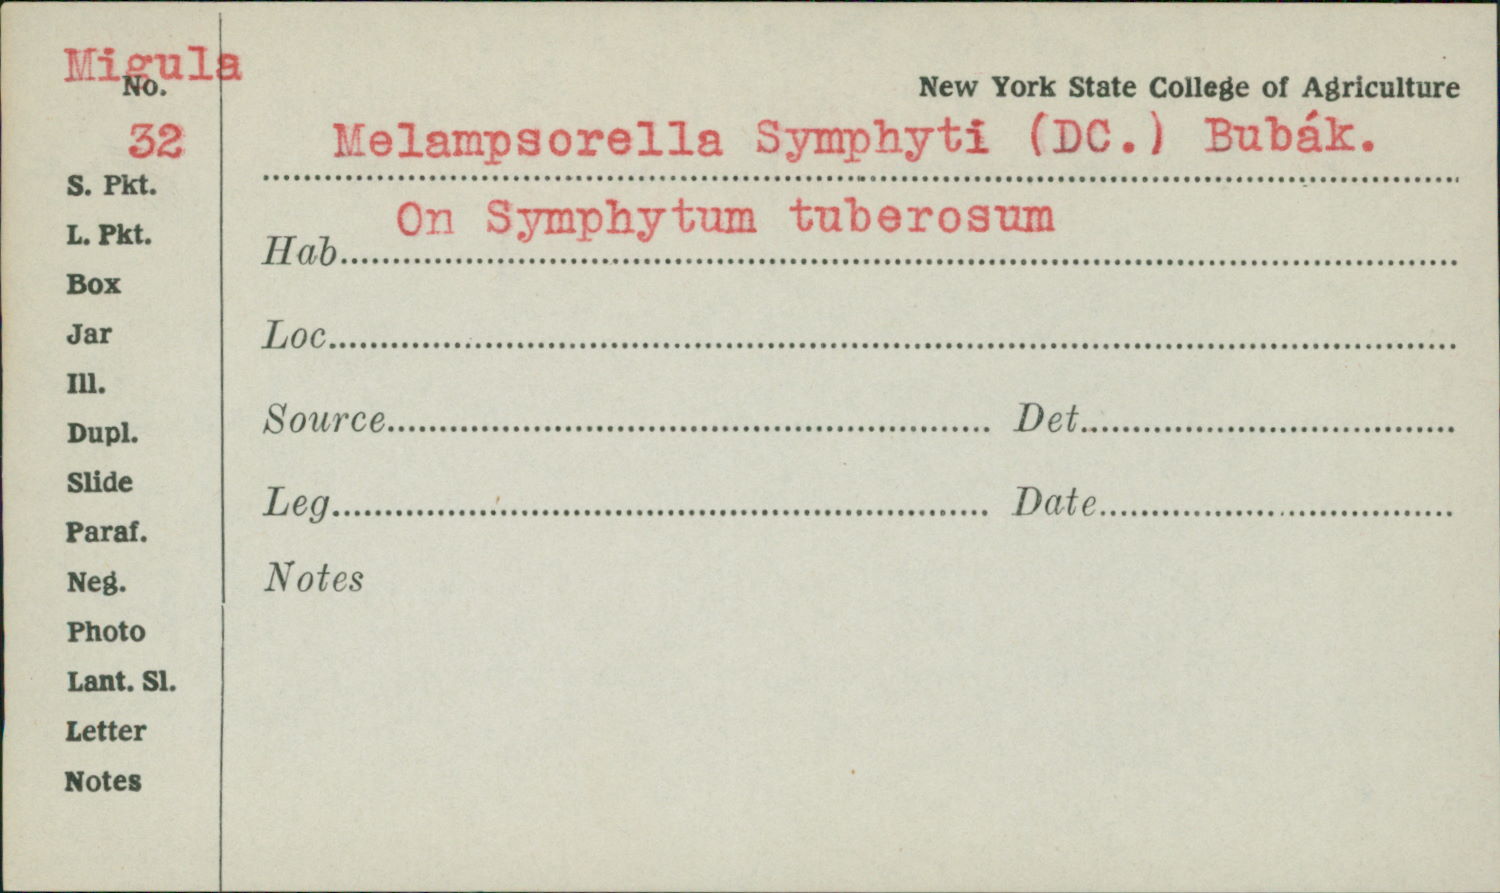 Migula
No.
32
S. Pkt.
L. Pkt.
Box
Jar
Ill.
Dupl.
Slide
Paraf.
Neg.
Photo
Lant. Sl.
Letter
Notes
New York State College of Agriculture
Melampsorella Symphyti (DC.) Bubák.
On Symphytum tuberosum
Hab
Loc
Source Det.
Leg Date
Notes